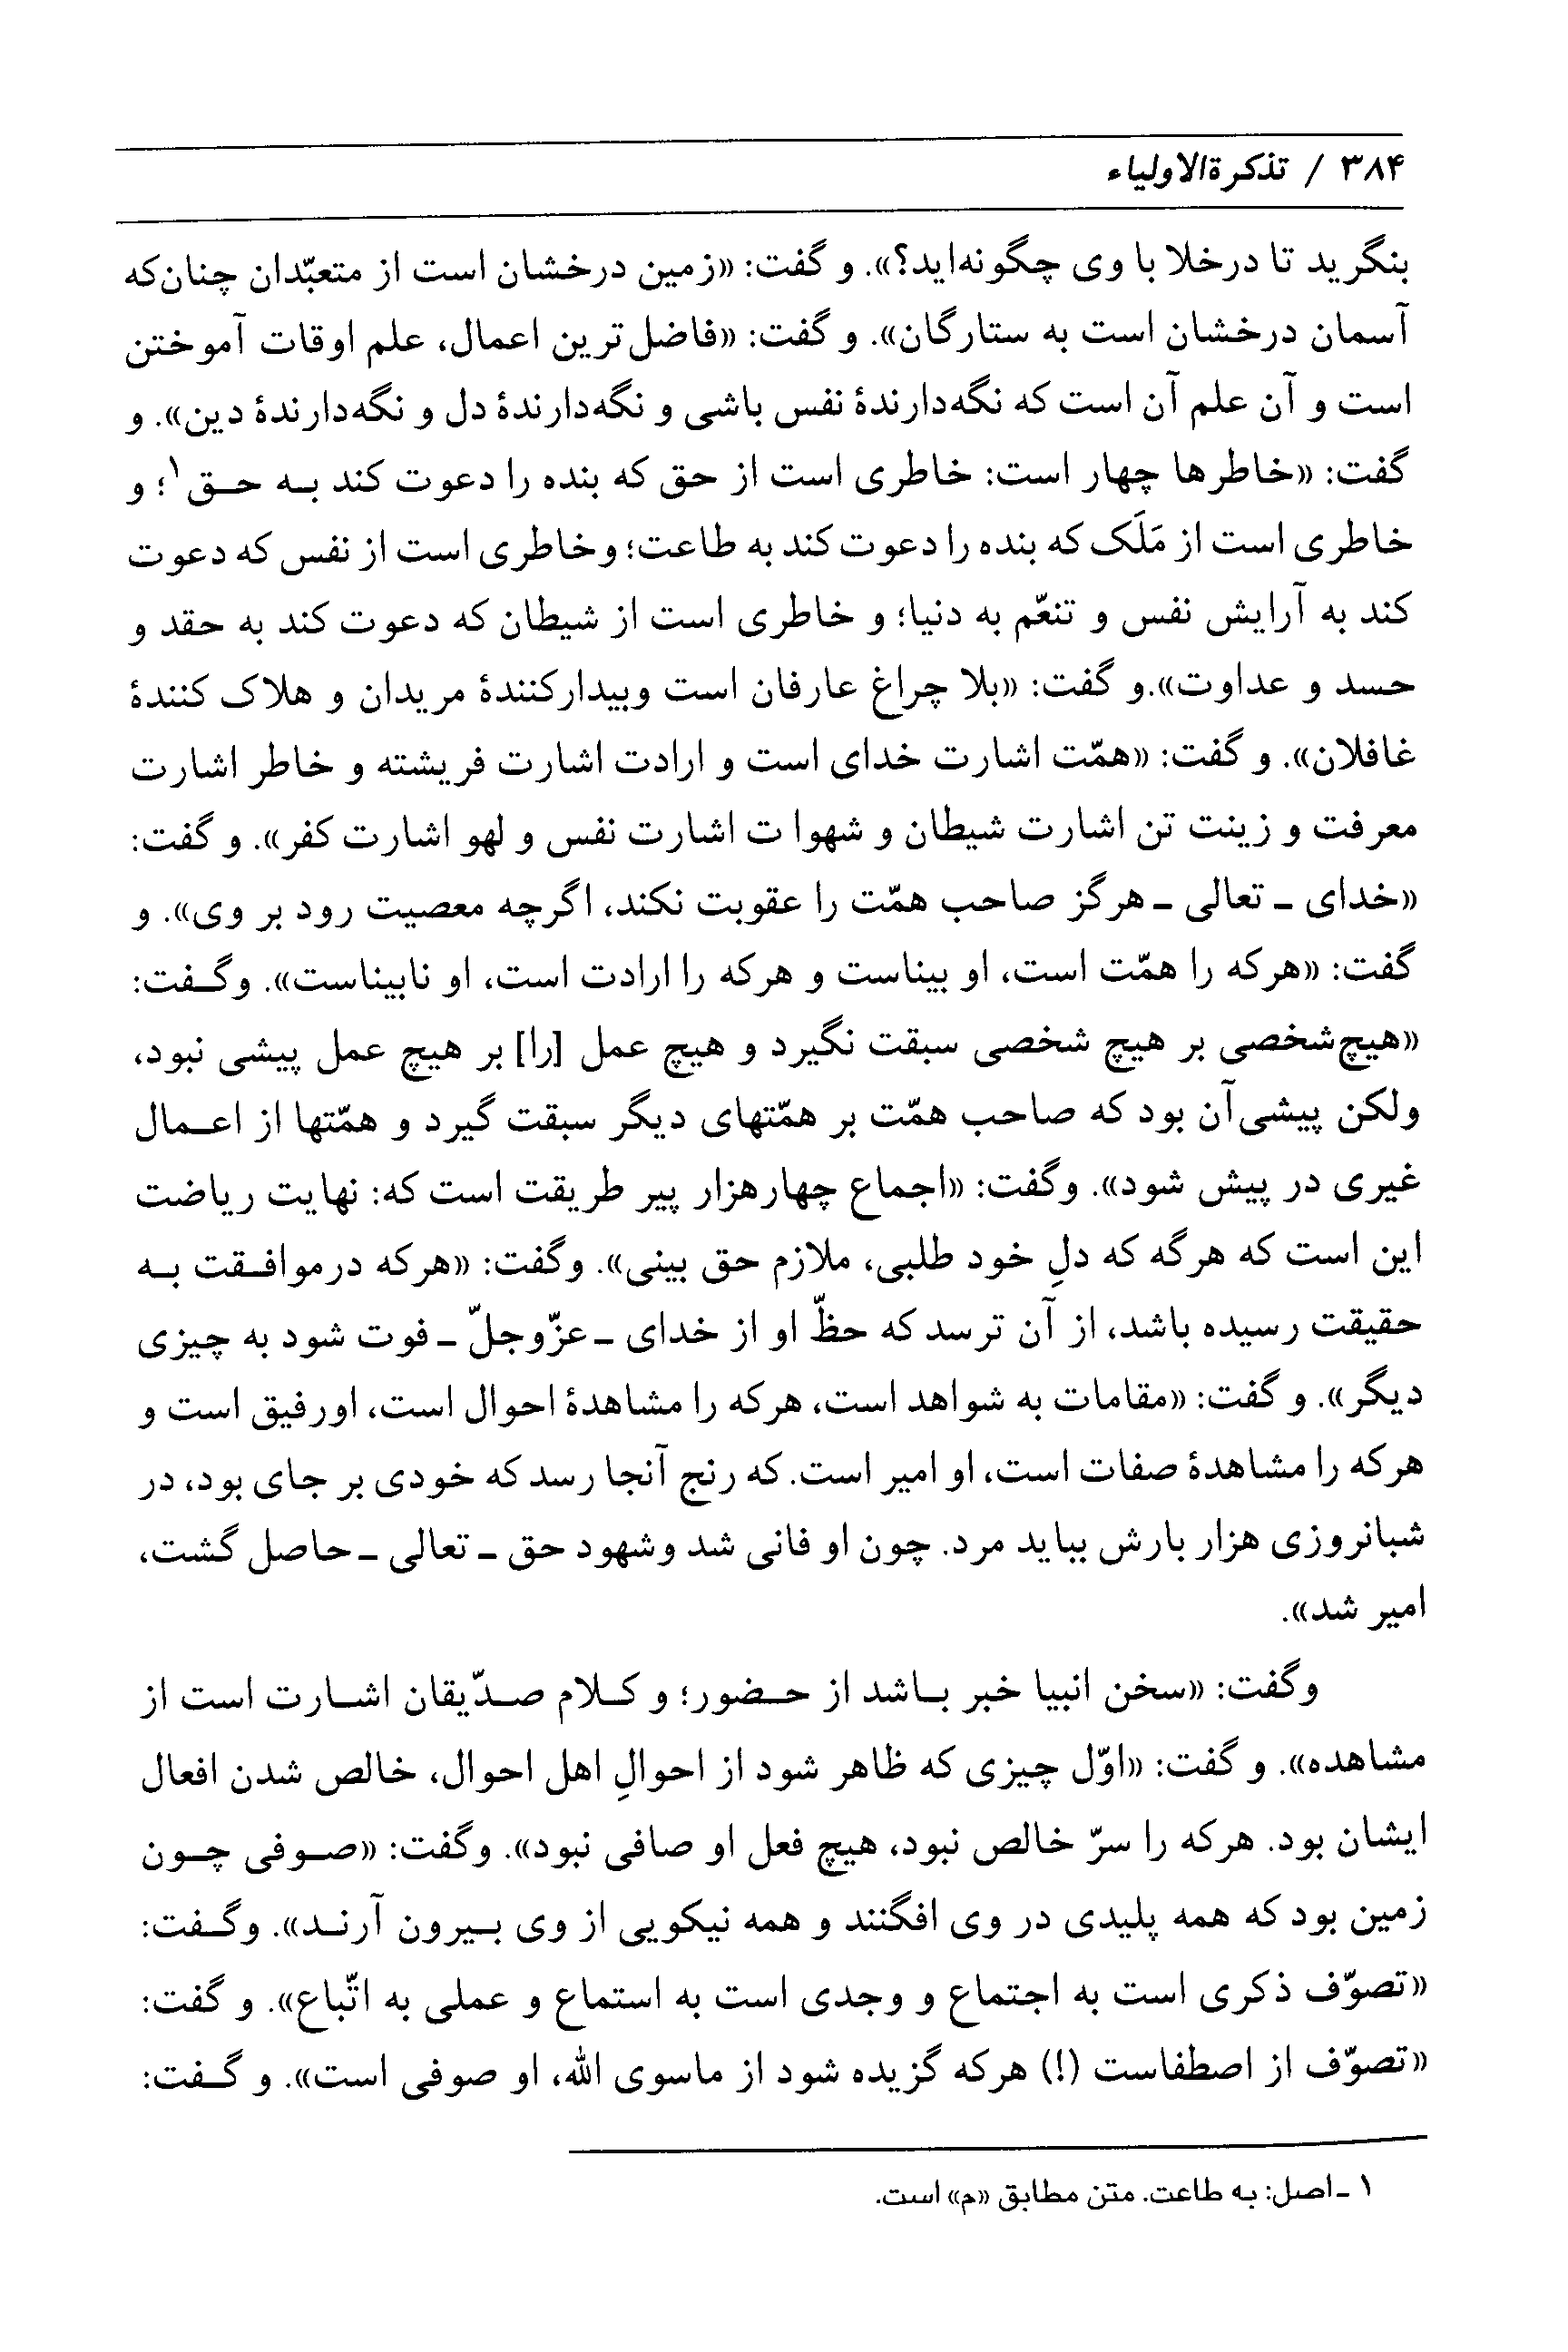 ۳۸۴ / تذکرةالاولیاء
بنگرید تا درخلا با وی چگونه‌اید؟». و گفت: «زمین درخشان است از متعبّدان چنان‌که
آسمان درخشان است به ستارگان». و گفت: «فاضل‌ترین اعمال، علم اوقات آموختن
است و آن علم آن است که نگه‌دارندهٔ نفس باشی و نگه‌دارندهٔ دل و نگه‌دارندهٔ دین». و
گفت: «خاطرها چهار است: خاطری است از حق که بنده را دعوت کند بـه حـق۱؛ و
خاطری است از مَلَک که بنده را دعوت کند به طاعت؛ وخاطری است از نفس که دعوت
کند به آرایش نفس و تنعّم به دنیا؛ و خاطری است از شیطان که دعوت کند به حقد و
حسد و عداوت».و گفت: «بلا چراغ عارفان است وبیدارکنندهٔ مریدان و هلاک کنندهٔ
غافلان». و گفت: «همّت اشارت خدای است و ارادت اشارت فریشته و خاطر اشارت
معرفت و زینت تن اشارت شیطان و شهوا ت اشارت نفس و لهو اشارت کفر». و گفت:
«خدای ـ تعالی ـ هرگز صاحب همّت را عقوبت نکند، اگرچه معصیت رود بر وی». و
گفت: «هرکه را همّت است، او بیناست و هرکه را ارادت است، او نابیناست». وگـفت:
«هیچ‌شخصی بر هیچ شخصی سبقت نگیرد و هیچ عمل [را] بر هیچ عمل پیشی نبود،
ولکن پیشی‌آن بود که صاحب همّت بر همّتهای دیگر سبقت گیرد و همّتها از اعـمال
غیری در پیش شود». وگفت: «اجماع چهارهزار پیر طریقت است که: نهایت ریاضت
این است که هرگه که دلِ خود طلبی، ملازم حق بینی». وگفت: «هرکه درموافـقت بـه
حقیقت رسیده باشد، از آن ترسد که حظّ او از خدای ـ عزّوجلّ ـ فوت شود به چیزی
دیگر». و گفت: «مقامات به شواهد است، هرکه را مشاهدهٔ احوال است، اورفیق است و
هرکه را مشاهدهٔ صفات است، او امیر است. که رنج آنجا رسد که خودی بر جای بود، در
شبانروزی هزار بارش بباید مرد. چون او فانی شد وشهود حق ـ تعالی ـ حاصل گشت،
امیر شد».
وگفت: «سخن انبیا خبر بـاشد از حـضور؛ و کـلام صـدّیقان اشـارت است از
مشاهده». و گفت: «اوّل چیزی که ظاهر شود از احوالِ اهل احوال، خالص شدن افعال
ایشان بود. هرکه را سرّ خالص نبود، هیچ فعل او صافی نبود». وگفت: «صـوفی چـون
زمین بود که همه پلیدی در وی افگنند و همه نیکویی از وی بـیرون آرنـد». وگـفت:
«تصوّف ذکری است به اجتماع و وجدی است به استماع و عملی به اتّباع». و گفت:
«تصوّف از اصطفاست (!) هرکه گزیده شود از ماسوی الله، او صوفی است». و گـفت:
۱ ـ اصل: به طاعت. متن مطابق «م» است.